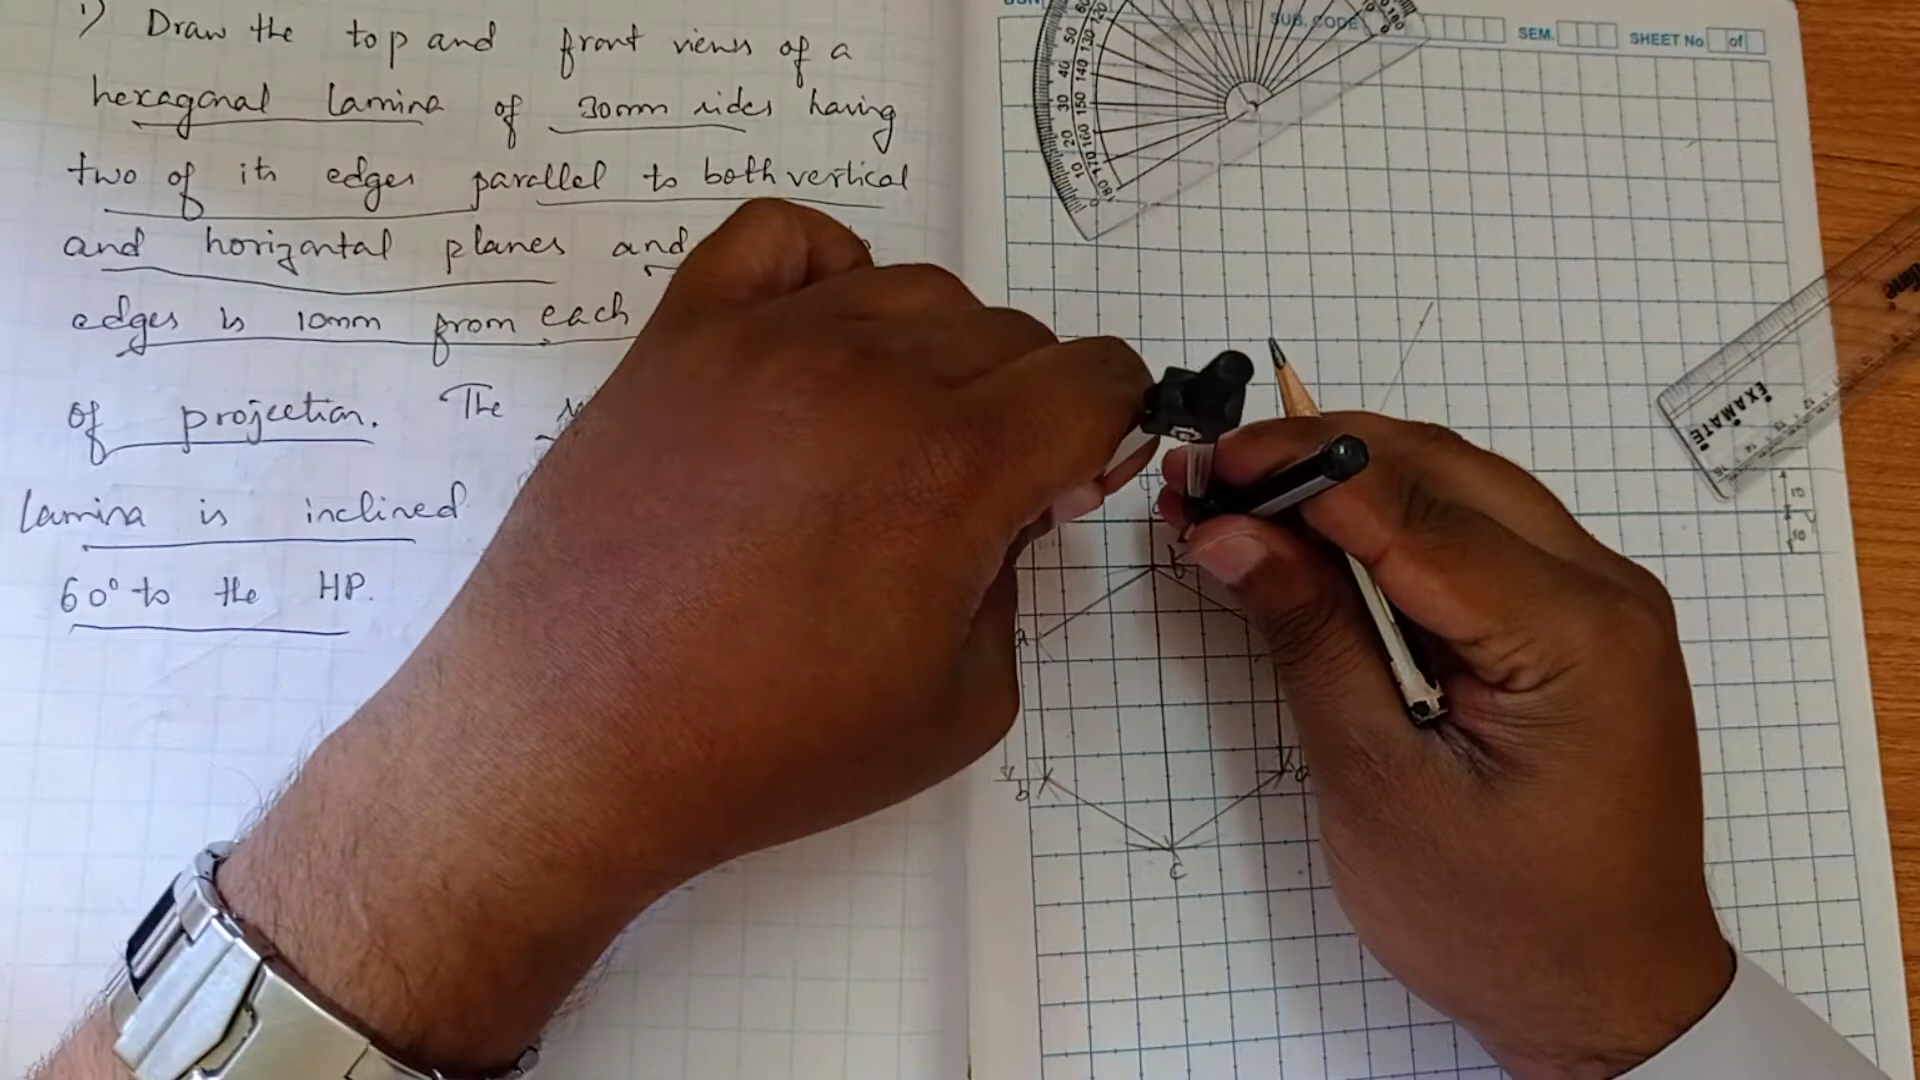 1) Draw the top and front views of a
hexagonal lamina of 30mm sides having
two of its edges parallel to both vertical
and horizontal planes and
edges is 10mm from each
of projection. The
Lamina is inclined
60° to the HP.
SUB. CODE
SEM.
SHEET No of
EXAMATE
10
10
A
b
C